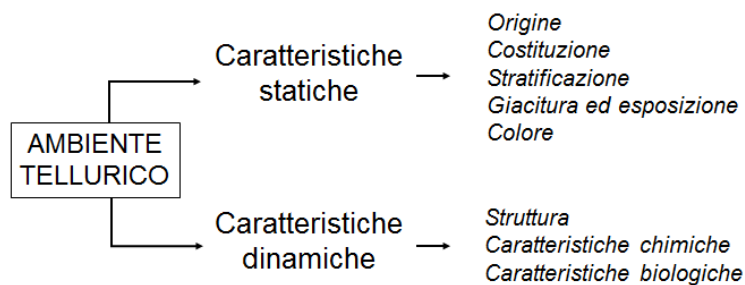 AMBIENTE
TELLURICO
Caratteristiche
statiche
Origine
Costituzione
Stratificazione
Giacitura ed esposizione
Colore
Caratteristiche
dinamiche
Struttura
Caratteristiche chimiche
Caratteristiche biologiche